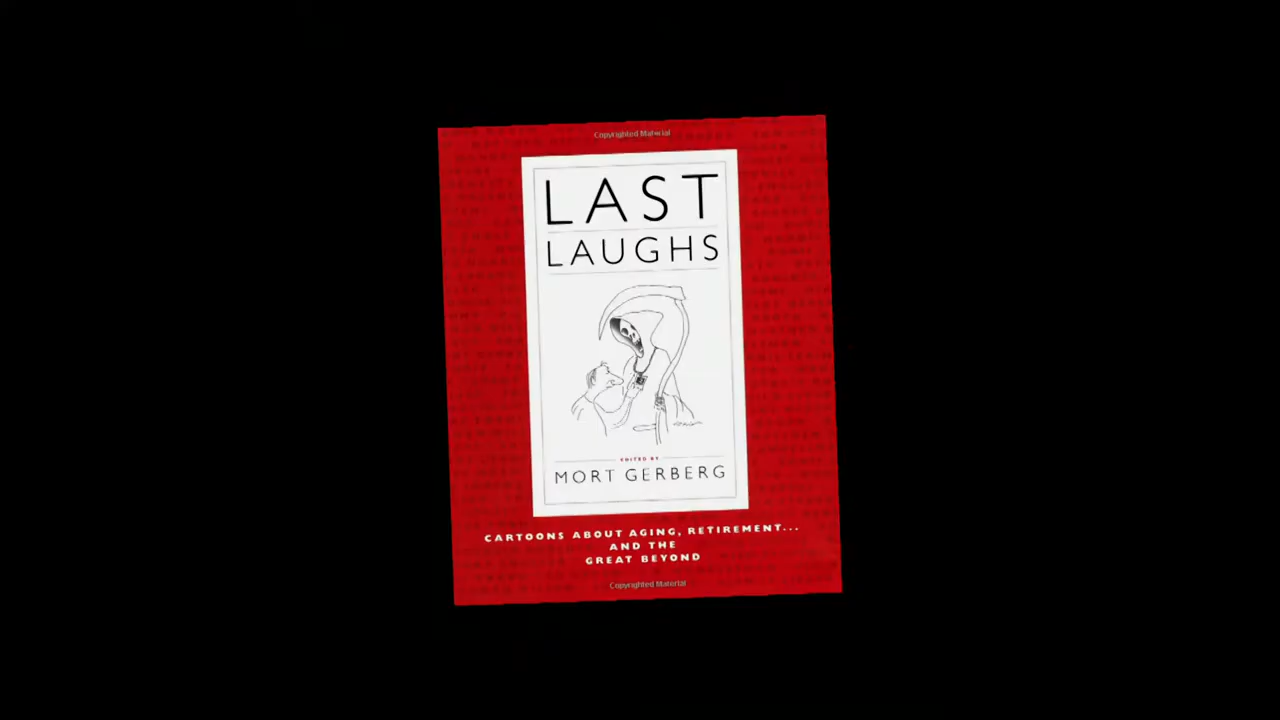 Copyrighted Material
LAST
LAUGHS
EDITED BY
MORT GERBERG
CARTOONS ABOUT AGING, RETIREMENT...
AND THE
GREAT BEYOND
Copyrighted Material